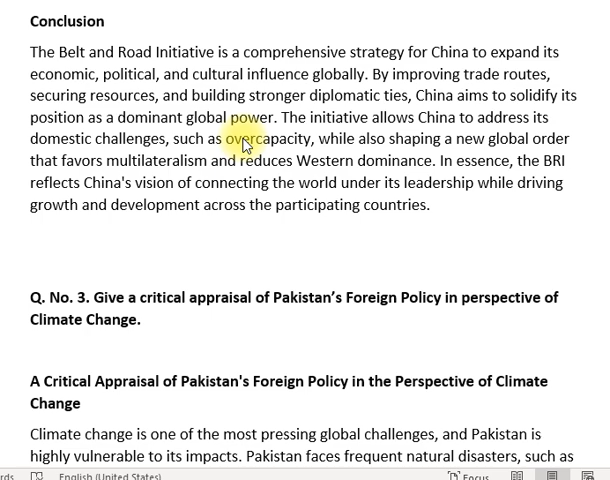 Conclusion
The Belt and Road Initiative is a comprehensive strategy for China to expand its
economic, political, and cultural influence globally. By improving trade routes,
securing resources, and building stronger diplomatic ties, China aims to solidify its
position as a dominant global power. The initiative allows China to address its
domestic challenges, such as overcapacity, while also shaping a new global order
that favors multilateralism and reduces Western dominance. In essence, the BRI
reflects China's vision of connecting the world under its leadership while driving
growth and development across the participating countries.
Q. No. 3. Give a critical appraisal of Pakistan’s Foreign Policy in perspective of
Climate Change.
A Critical Appraisal of Pakistan's Foreign Policy in the Perspective of Climate
Change
Climate change is one of the most pressing global challenges, and Pakistan is
highly vulnerable to its impacts. Pakistan faces frequent natural disasters, such as
rds English (United States) Focus